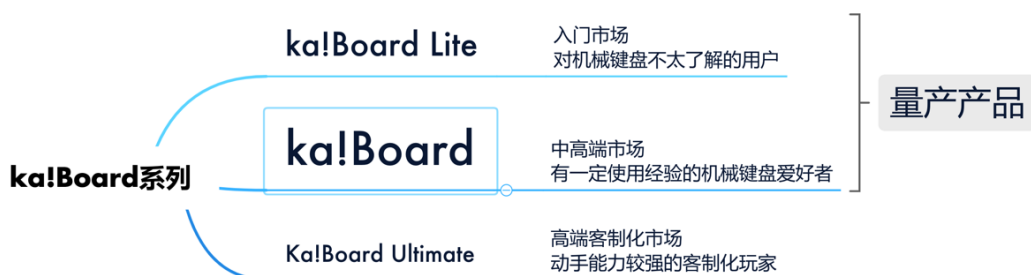 ka!Board系列
ka!Board Lite
入门市场
对机械键盘不太了解的用户
ka!Board
中高端市场
有一定使用经验的机械键盘爱好者
量产产品
Ka!Board Ultimate
高端客制化市场
动手能力较强的客制化玩家